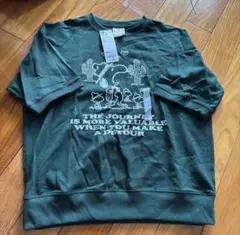 THE JOURNEY
IS MORE VALUABLE
WHEN YOU MAKE
A DETOUR